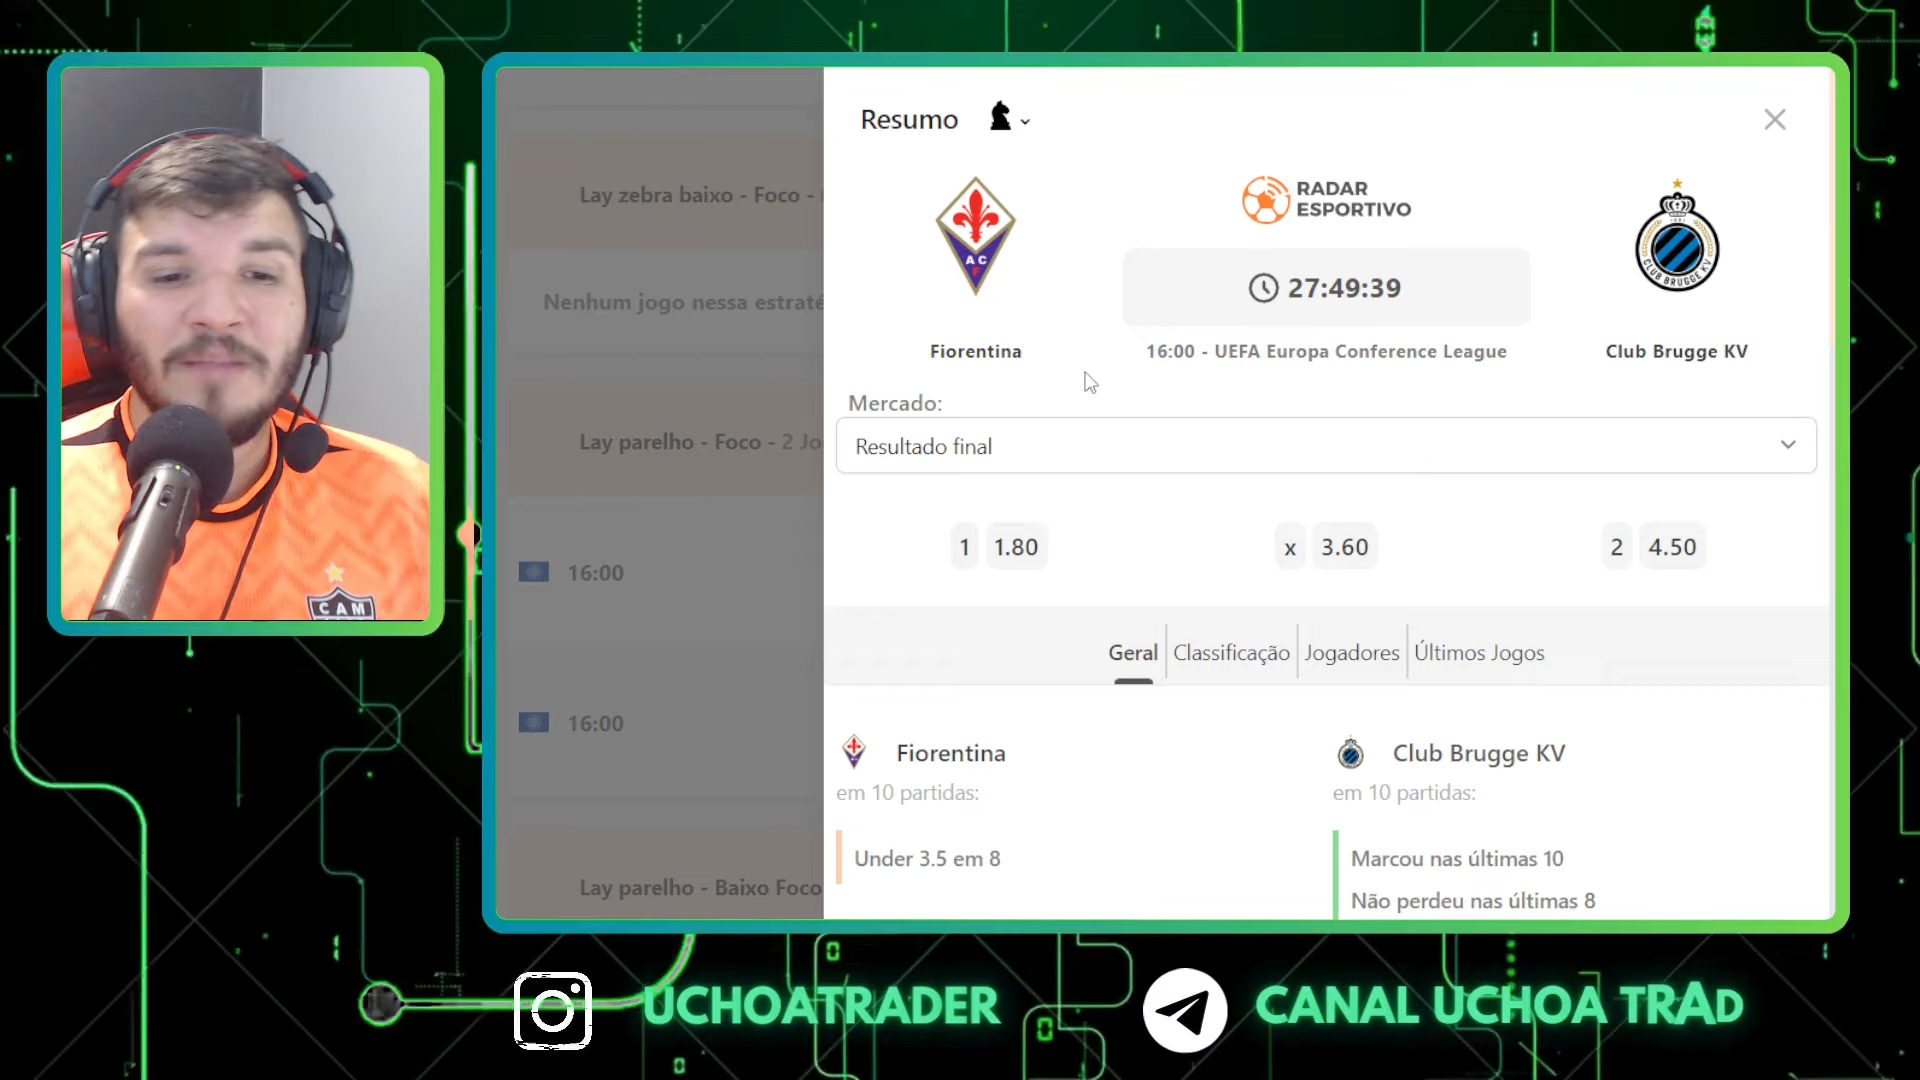 Resumo
RADAR
ESPORTIVO
27:49:39
Fiorentina
16:00 - UEFA Europa Conference League
Club Brugge KV
Mercado:
Resultado final
1 1.80
x 3.60
2 4.50
Geral
Classificação
Jogadores
Últimos Jogos
Fiorentina
em 10 partidas:
Under 3.5 em 8
Club Brugge KV
em 10 partidas:
Marcou nas últimas 10
Não perdeu nas últimas 8
Lay zebra baixo - Foco -
Nenhum jogo nessa estraté
Lay parelho - Foco - 2 Jo
16:00
16:00
Lay parelho - Baixo Foco
A C
F
CLUB BRUGGE KV
CAM
UCHOATRADER
CANAL UCHOA TRAD